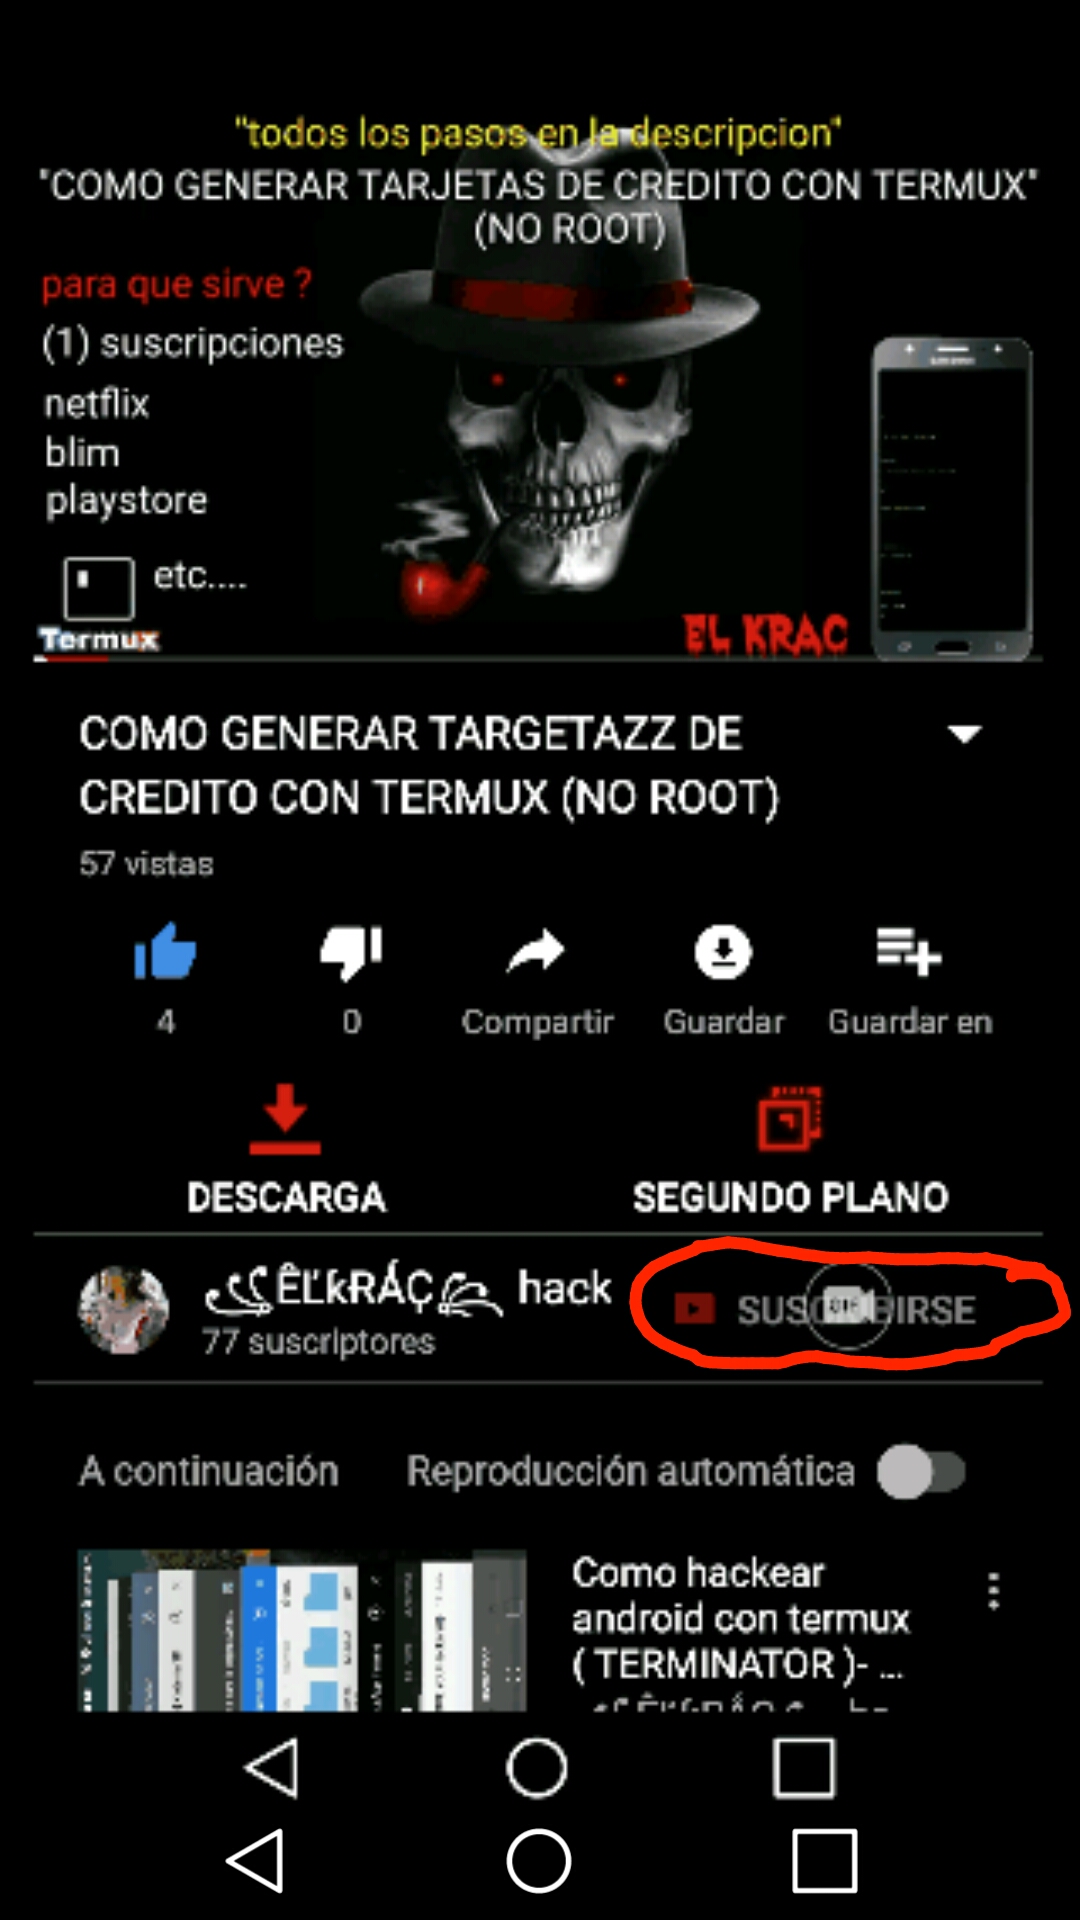 "todos los pasos en la descripcion"
"COMO GENERAR TARJETAS DE CREDITO CON TERMUX"
(NO ROOT)
para que sirve ?
(1) suscripciones
netflix
blim
playstore
etc....
Termux
EL KRAC
COMO GENERAR TARGETAZZ DE
CREDITO CON TERMUX (NO ROOT)
57 vistas
4
0
Compartir
Guardar
Guardar en
DESCARGA
SEGUNDO PLANO
ÊĽkRÁÇ hack
77 suscriptores
SUSCRIBIRSE
A continuación
Reproducción automática
Como hackear
android con termux
( TERMINATOR )- ...